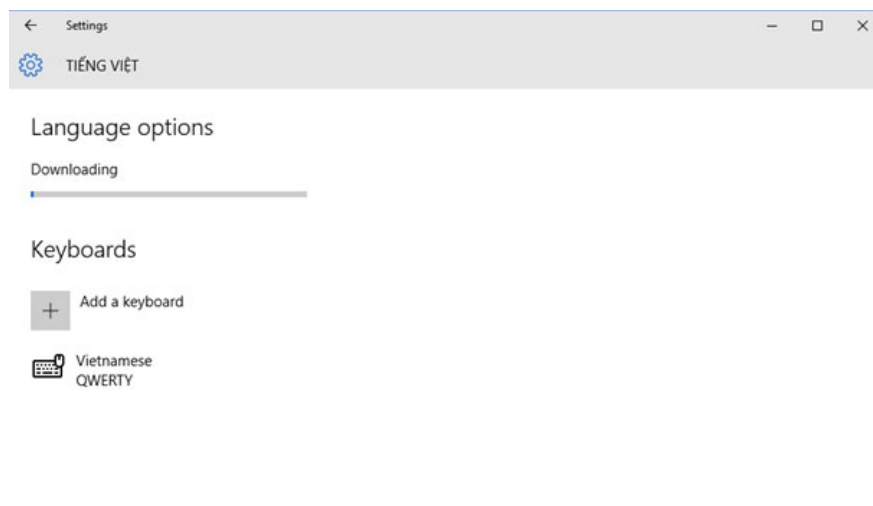 Settings
TIẾNG VIỆT
Language options
Downloading
Keyboards
Add a keyboard
Vietnamese
QWERTY